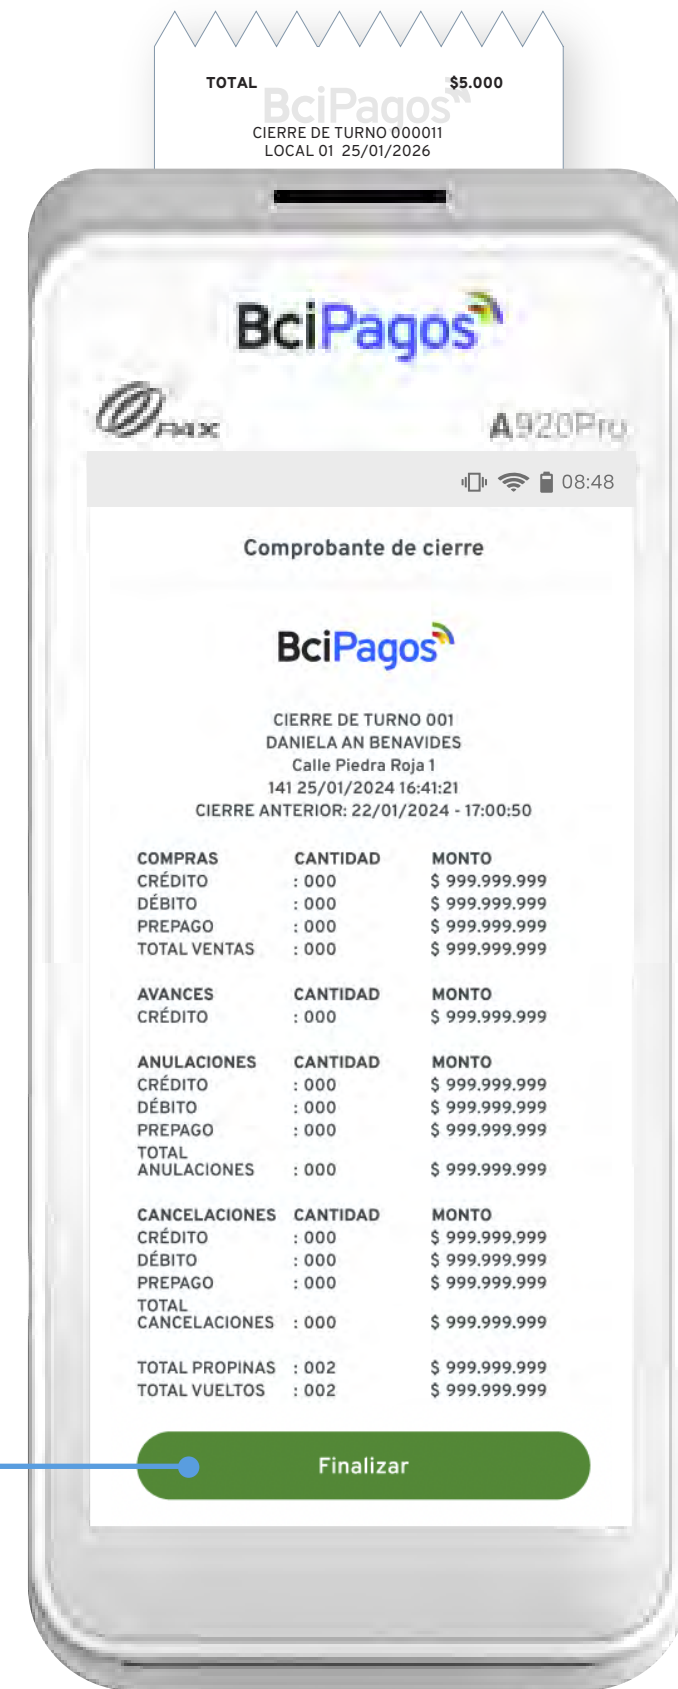 TOTAL $5.000
BciPagos
CIERRE DE TURNO 000011
LOCAL 01 25/01/2026
BciPagos
PAX A920Pro
08:48
Comprobante de cierre
BciPagos
CIERRE DE TURNO 001
DANIELA AN BENAVIDES
Calle Piedra Roja 1
141 25/01/2024 16:41:21
CIERRE ANTERIOR: 22/01/2024 - 17:00:50
COMPRAS CANTIDAD MONTO
CRÉDITO : 000 $ 999.999.999
DÉBITO : 000 $ 999.999.999
PREPAGO : 000 $ 999.999.999
TOTAL VENTAS : 000 $ 999.999.999
AVANCES CANTIDAD MONTO
CRÉDITO : 000 $ 999.999.999
ANULACIONES CANTIDAD MONTO
CRÉDITO : 000 $ 999.999.999
DÉBITO : 000 $ 999.999.999
PREPAGO : 000 $ 999.999.999
TOTAL
ANULACIONES : 000 $ 999.999.999
CANCELACIONES CANTIDAD MONTO
CRÉDITO : 000 $ 999.999.999
DÉBITO : 000 $ 999.999.999
PREPAGO : 000 $ 999.999.999
TOTAL
CANCELACIONES : 000 $ 999.999.999
TOTAL PROPINAS : 002 $ 999.999.999
TOTAL VUELTOS : 002 $ 999.999.999
Finalizar